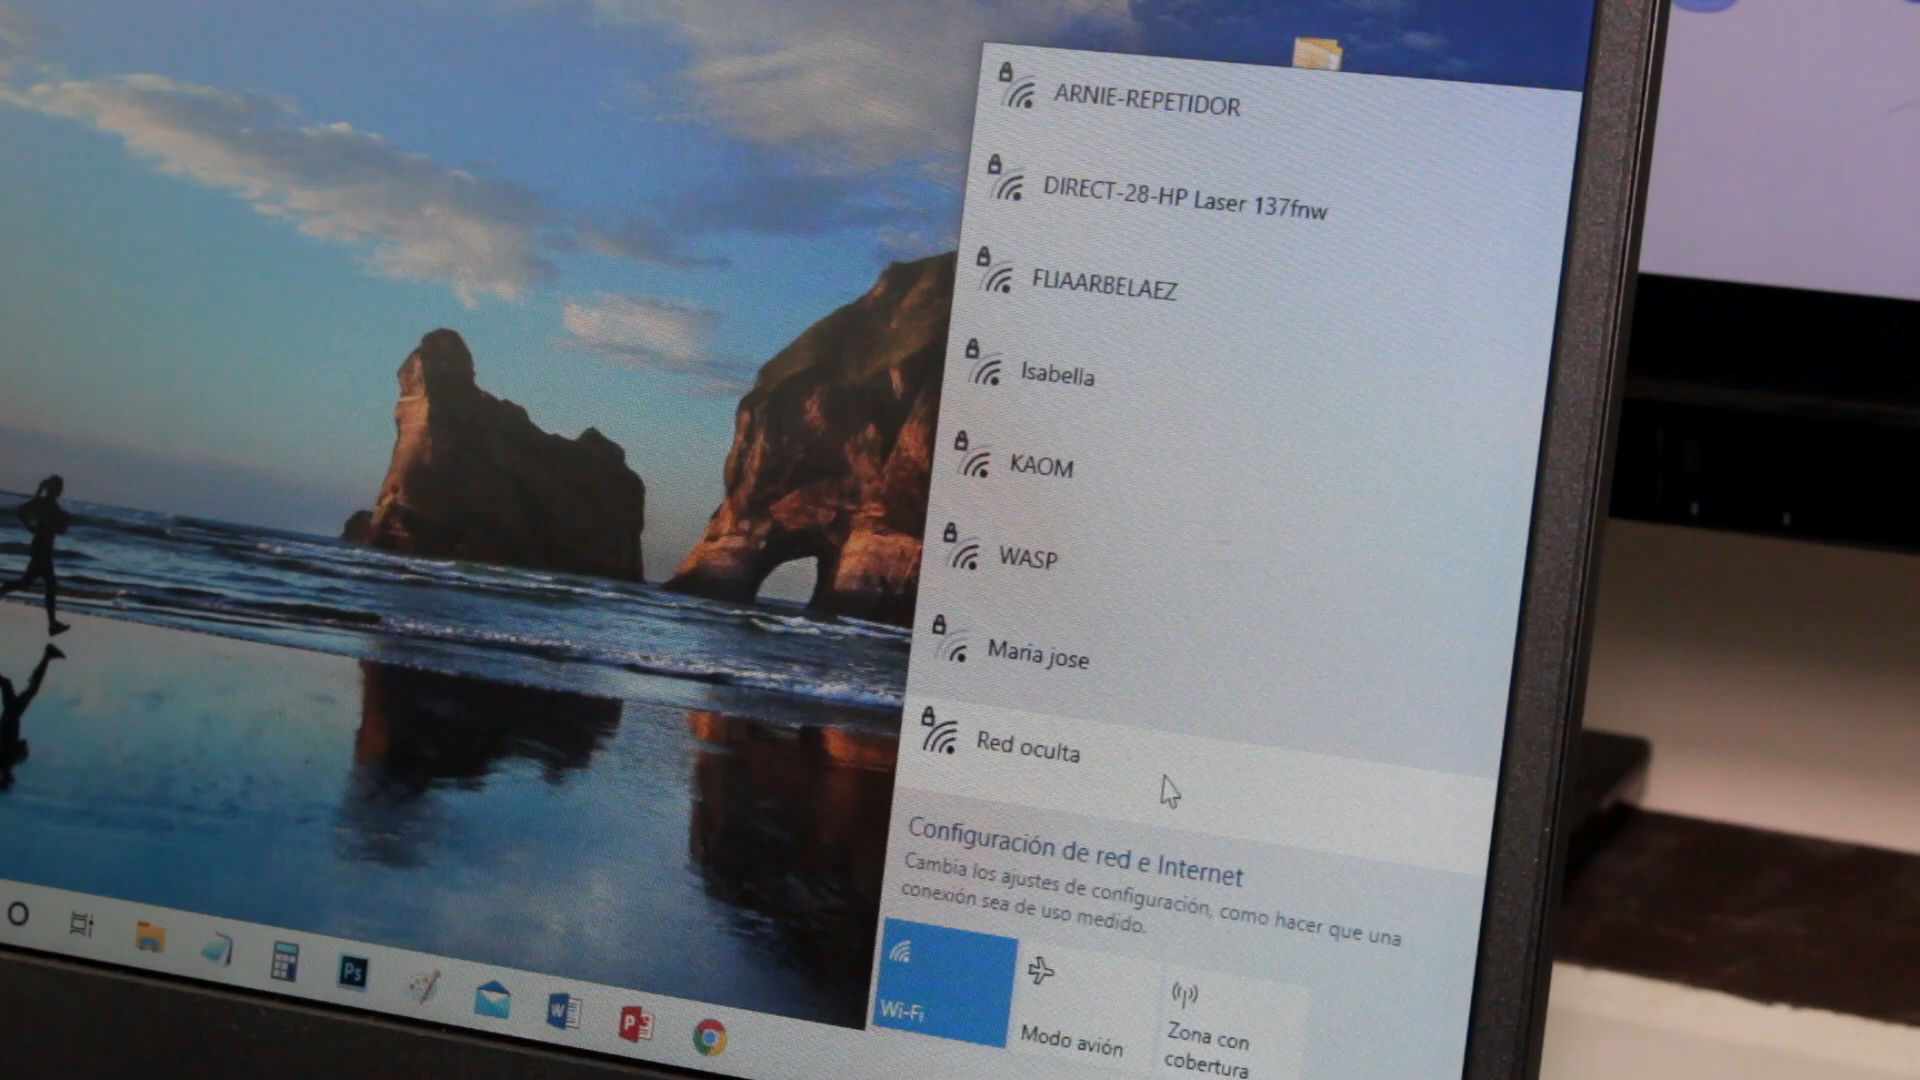 ARNIE-REPETIDOR
DIRECT-28-HP Laser 137fnw
FLIAARBELAEZ
Isabella
KAOM
WASP
Maria jose
Red oculta
Configuración de red e Internet
Cambia los ajustes de configuración, como hacer que una
conexión sea de uso medido.
Wi-Fi
Modo avión
Zona con
cobertura
Ps
W
P